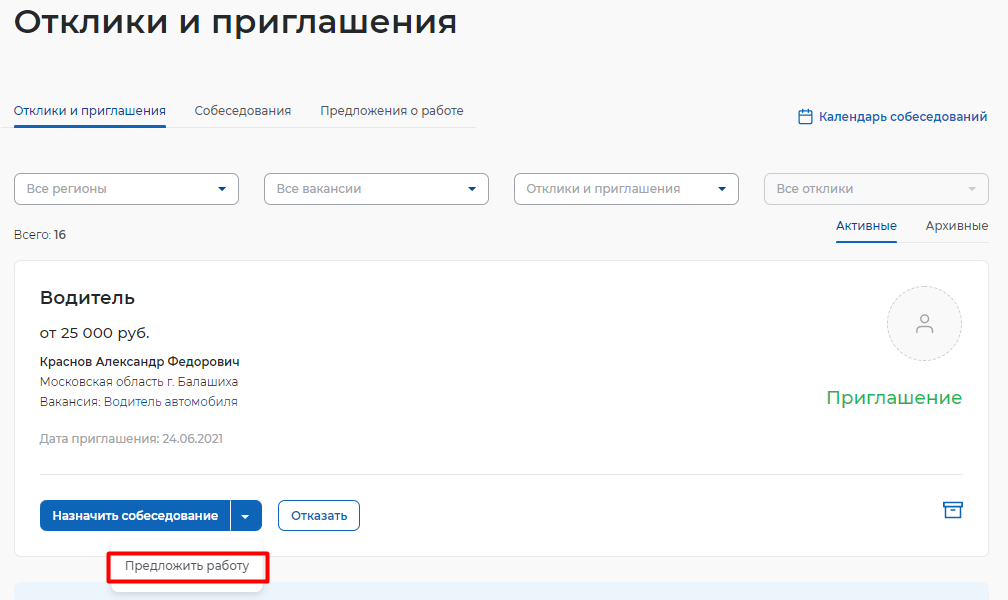 Отклики и приглашения
Отклики и приглашения Собеседования Предложения о работе
Календарь собеседований
Все регионы Все вакансии Отклики и приглашения Все отклики
Всего: 16
Активные Архивные
Водитель
от 25 000 руб.
Краснов Александр Федорович
Московская область г. Балашиха
Вакансия: Водитель автомобиля
Приглашение
Дата приглашения: 24.06.2021
Назначить собеседование Отказать
Предложить работу